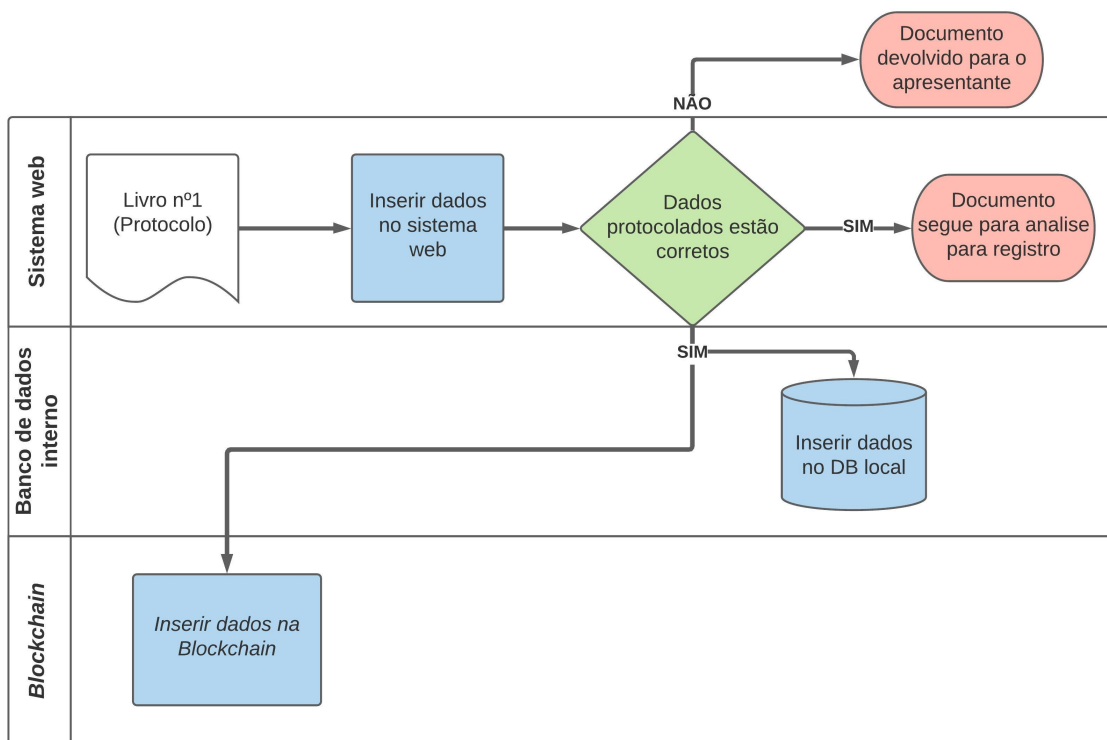 Documento
devolvido para o
apresentante
NÃO
Sistema web
Livro nº1
(Protocolo)
Inserir dados
no sistema
web
Dados
protocolados estão
corretos
SIM
Documento
segue para analise
para registro
Banco de dados
interno
SIM
Inserir dados
no DB local
Blockchain
Inserir dados na
Blockchain